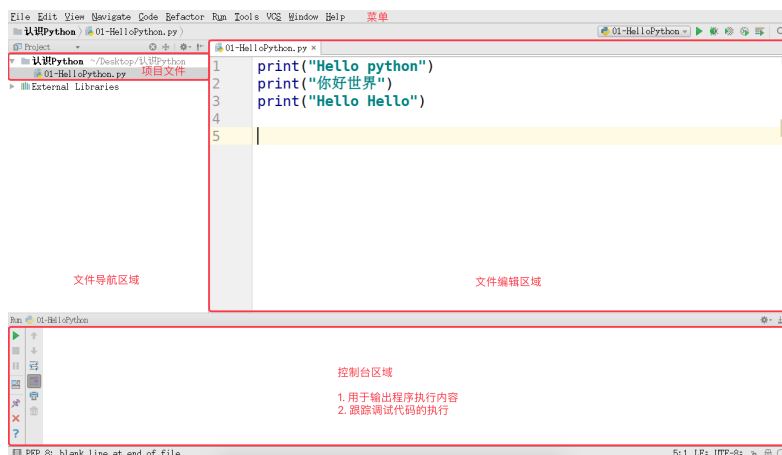 File Edit View Navigate Code Refactor Run Tools VCS Window Help 菜单
认识Python 01-HelloPython.py 01-HelloPython
Project 01-HelloPython.py ×
认识Python ~/Desktop/认识Python
01-HelloPython.py 项目文件
External Libraries
1 print("Hello python")
2 print("你好世界")
3 print("Hello Hello")
4
5
文件导航区域
文件编辑区域
Run 01-HelloPython
控制台区域
1. 用于输出程序执行内容
2. 跟踪调试代码的执行
PEP 8: blank line at end of file 5:1 LF: UTF-8: